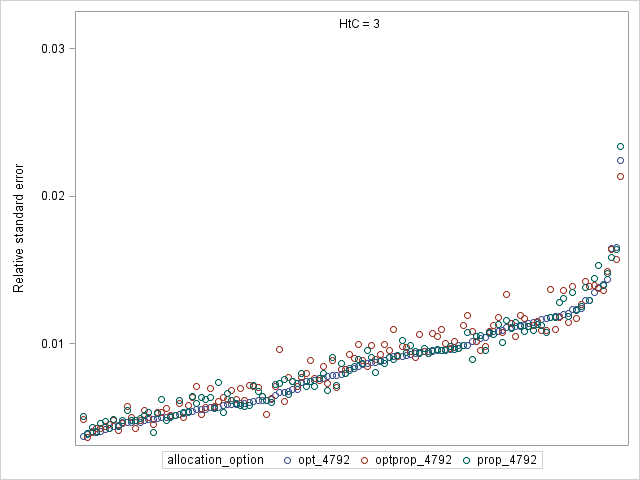 HtC = 3
0.03
0.02
0.01
Relative standard error
allocation_option opt_4792 optprop_4792 prop_4792